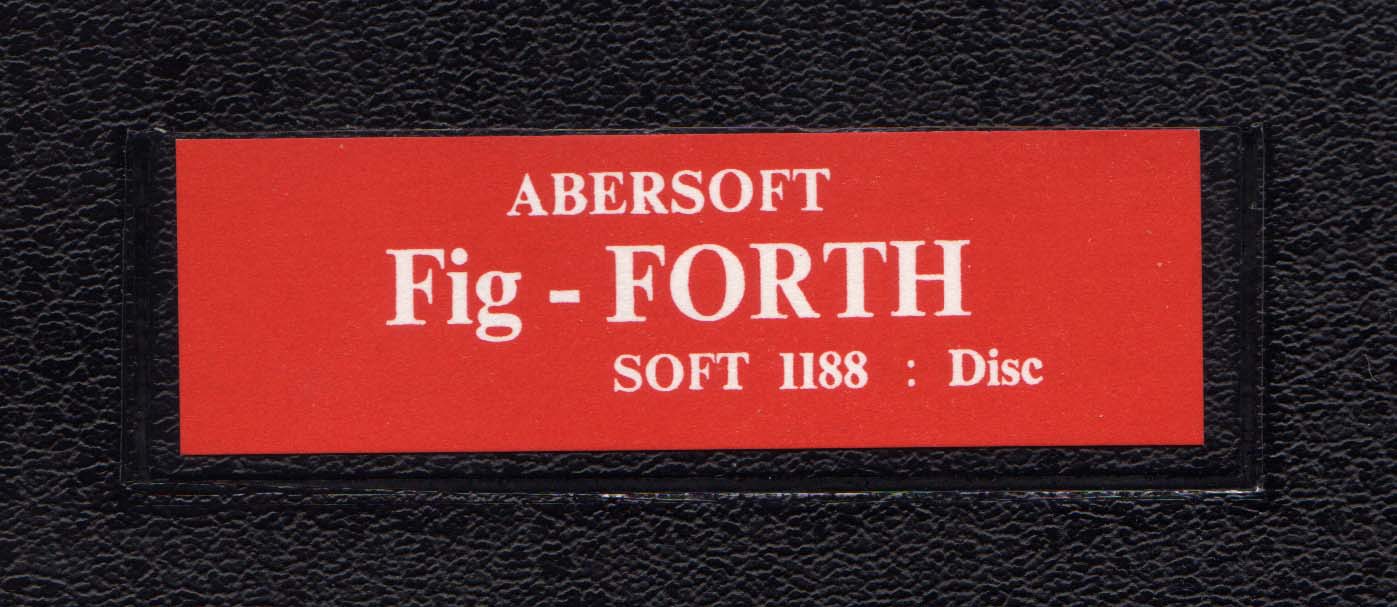 ABERSOFT
Fig - FORTH
SOFT 1188 : Disc